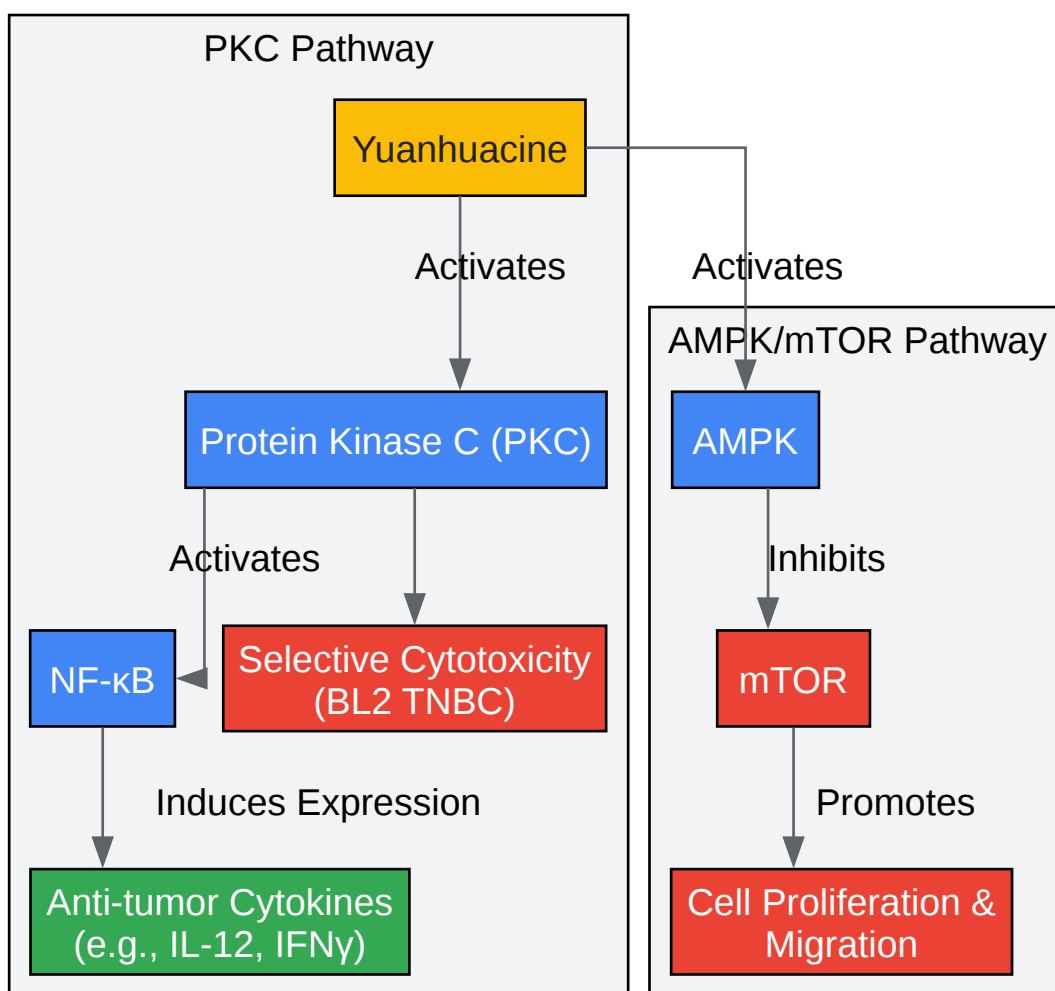 PKC Pathway
Yuanhuacine
Activates
Activates
AMPK/mTOR Pathway
Protein Kinase C (PKC)
AMPK
Activates
Inhibits
NF-κB
Selective Cytotoxicity
(BL2 TNBC)
mTOR
Induces Expression
Promotes
Anti-tumor Cytokines
(e.g., IL-12, IFNγ)
Cell Proliferation &
Migration